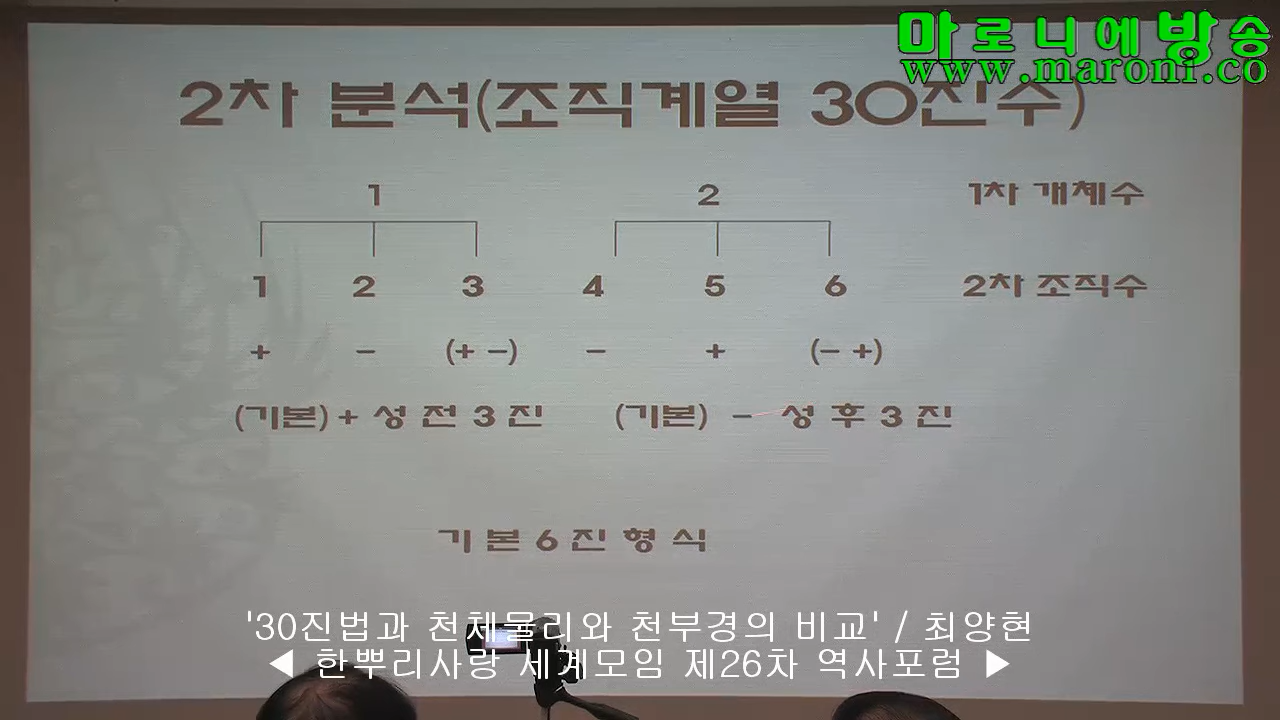 마로니에방송
www.maroni.co
2차 분석(조직계열 30진수)
1 2 1차 개체수
1 2 3 4 5 6 2차 조직수
+ − (+ −) − + (− +)
(기본)+ 성 전 3 진 (기본) − 성 후 3 진
기 본 6 진 형 식
'30진법과 천체물리와 천부경의 비교' / 최양현
◀ 한뿌리사랑 세계모임 제26차 역사포럼 ▶